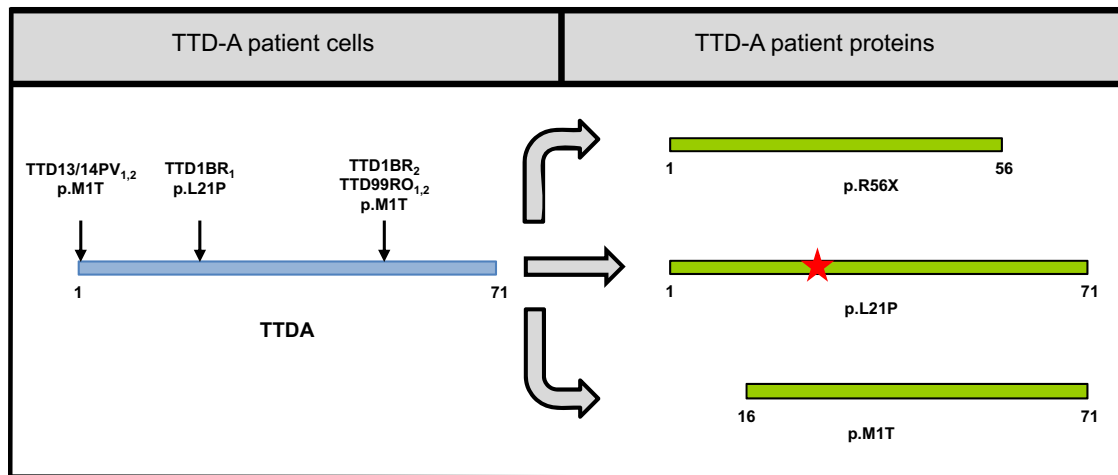 TTD-A patient cells
TTD-A patient proteins
TTD13/14PV₁,₂
p.M1T
TTD1BR₁
p.L21P
TTD1BR₂
TTD99RO₁,₂
p.M1T
1
71
TTDA
1
56
p.R56X
1
71
p.L21P
16
71
p.M1T